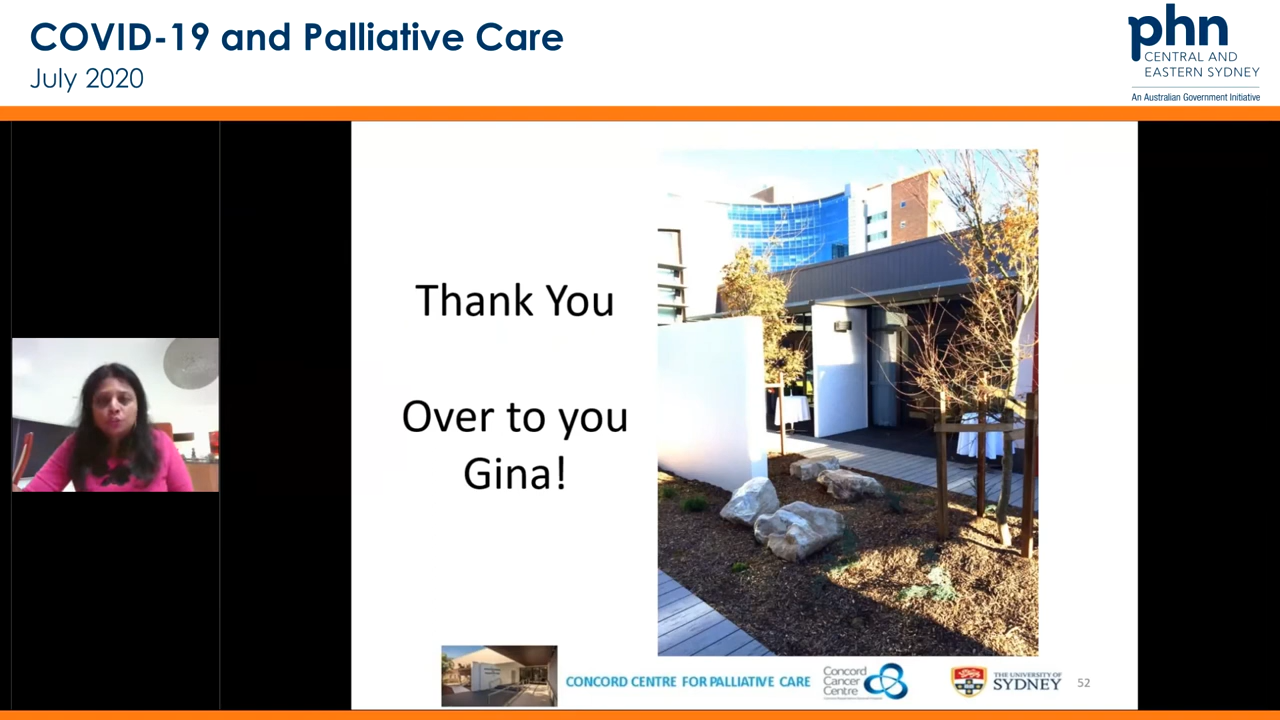 COVID-19 and Palliative Care
July 2020
phn
CENTRAL AND
EASTERN SYDNEY
An Australian Government Initiative
Thank You
Over to you
Gina!
CONCORD CENTRE FOR PALLIATIVE CARE
Concord
Cancer
Centre
THE UNIVERSITY OF
SYDNEY
52